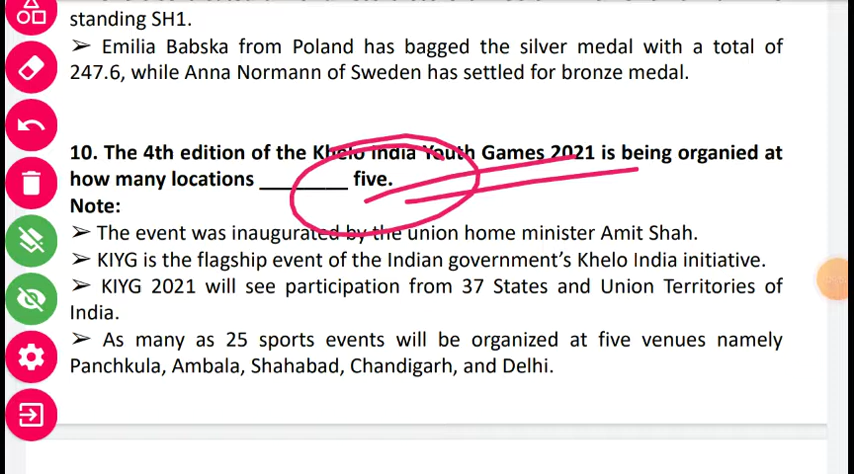 standing SH1.
➢ Emilia Babska from Poland has bagged the silver medal with a total of
247.6, while Anna Normann of Sweden has settled for bronze medal.
10. The 4th edition of the Khelo India Youth Games 2021 is being organied at
how many locations ________ five.
Note:
➢ The event was inaugurated by the union home minister Amit Shah.
➢ KIYG is the flagship event of the Indian government’s Khelo India initiative.
➢ KIYG 2021 will see participation from 37 States and Union Territories of
India.
➢ As many as 25 sports events will be organized at five venues namely
Panchkula, Ambala, Shahabad, Chandigarh, and Delhi.